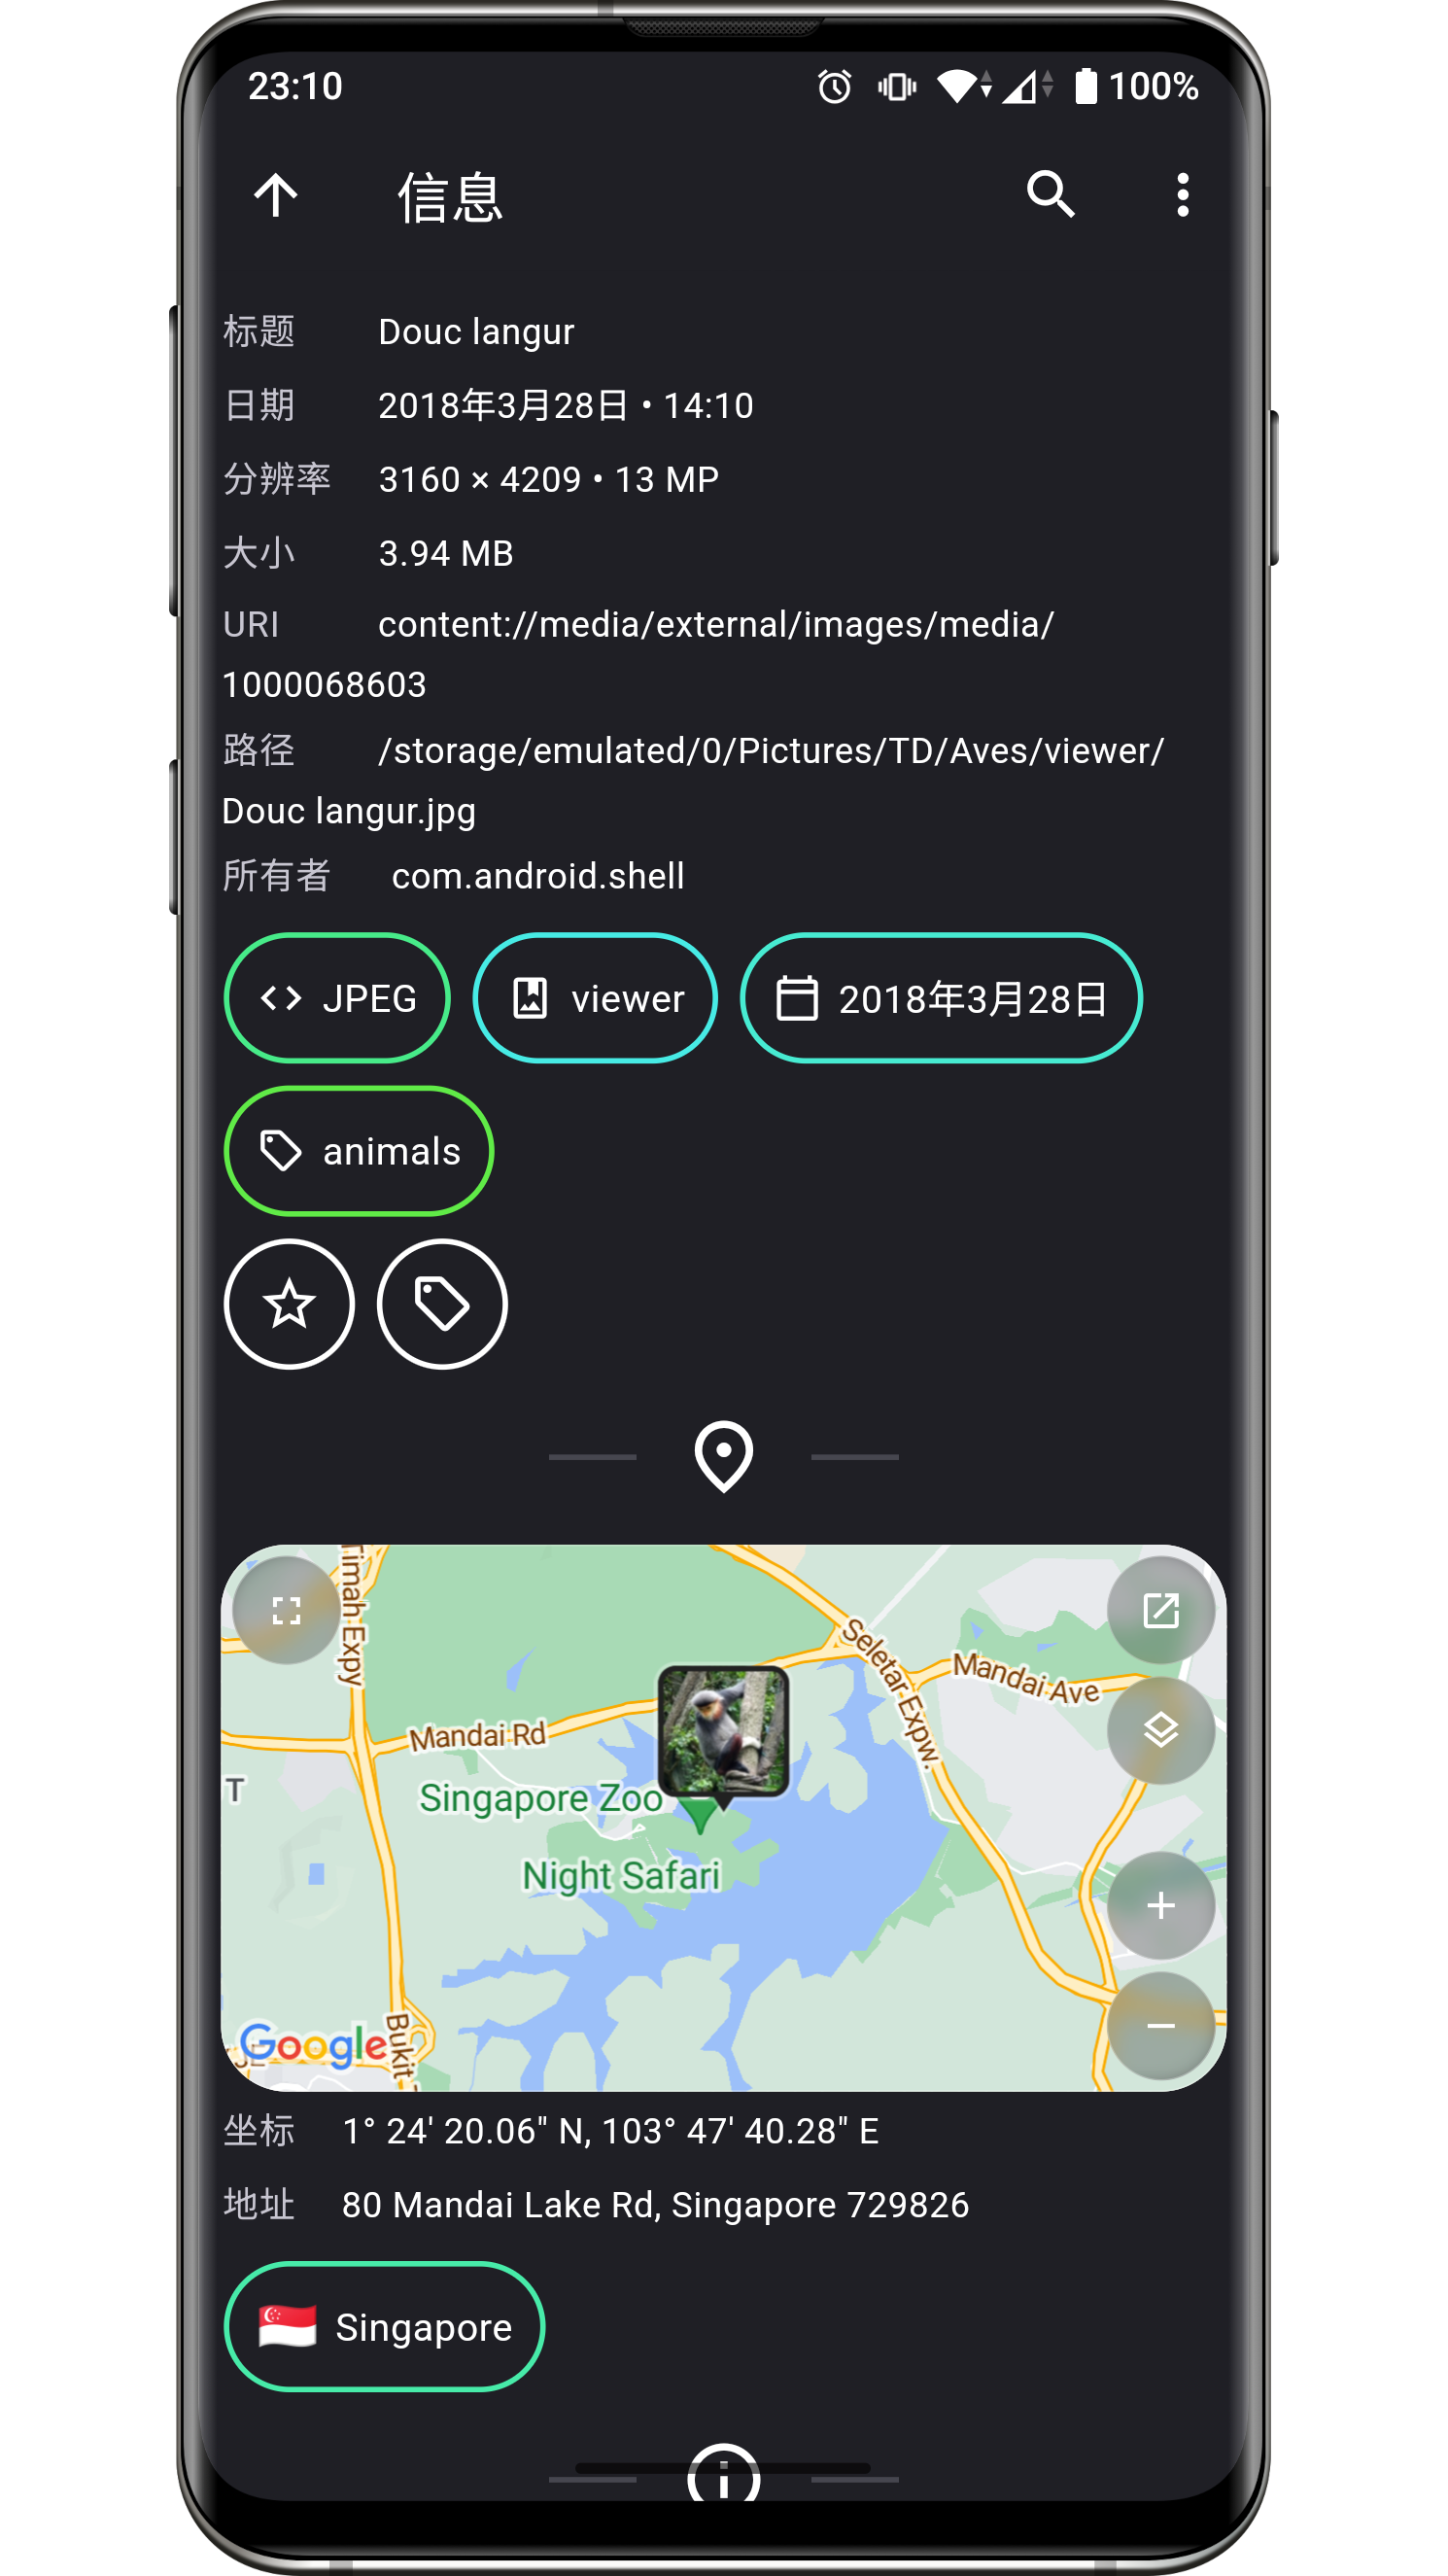 23:10 100%
信息
标题 Douc langur
日期 2018年3月28日 • 14:10
分辨率 3160 × 4209 • 13 MP
大小 3.94 MB
URI content://media/external/images/media/
1000068603
路径 /storage/emulated/0/Pictures/TD/Aves/viewer/
Douc langur.jpg
所有者 com.android.shell
JPEG viewer 2018年3月28日
animals
Timah Expy
Seletar Expw.
Mandai Ave
Mandai Rd
T
Singapore Zoo
Night Safari
Google
Bukit
坐标 1° 24' 20.06" N, 103° 47' 40.28" E
地址 80 Mandai Lake Rd, Singapore 729826
Singapore